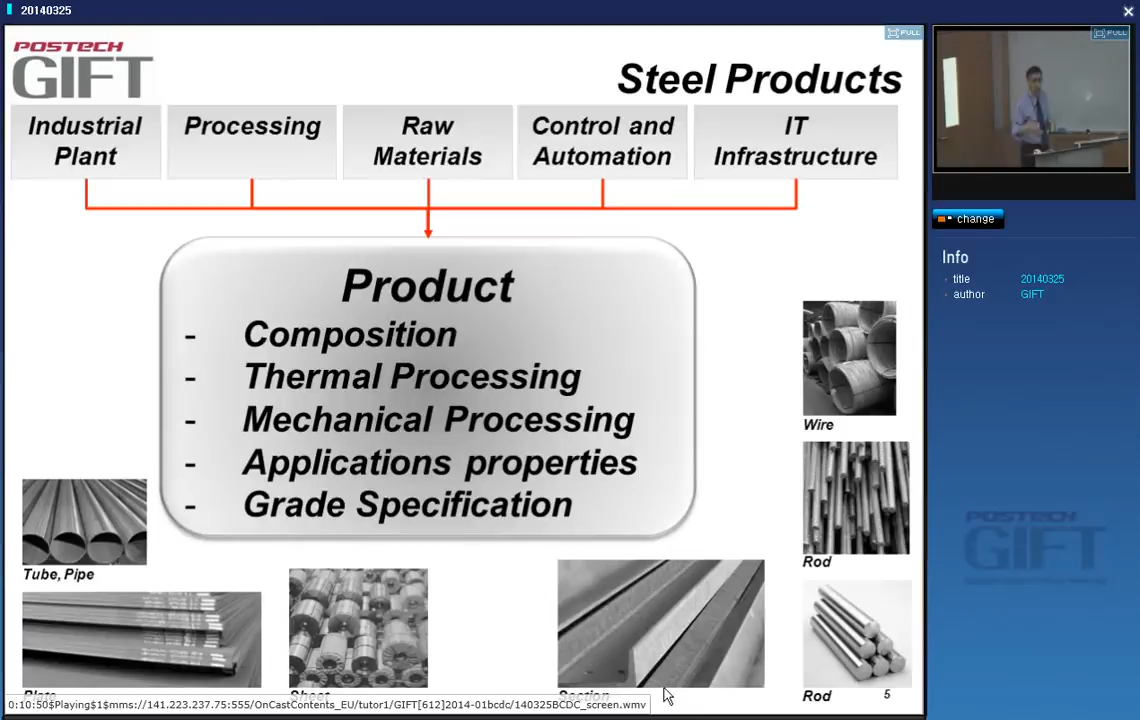 20140325
POSTECH
GIFT
FULL
Steel Products
Industrial
Plant
Processing
Raw
Materials
Control and
Automation
IT
Infrastructure
Product
- Composition
- Thermal Processing
- Mechanical Processing
- Applications properties
- Grade Specification
Tube, Pipe
Plate
Sheet
Section
Wire
Rod
Rod
5
0:10:50$Playing$1$mms://141.223.237.75:555/OnCastContents_EU/tutor1/GIFT[612]2014-01bcdc/140325BCDC_screen.wmv
FULL
change
Info
title 20140325
author GIFT
POSTECH
GIFT